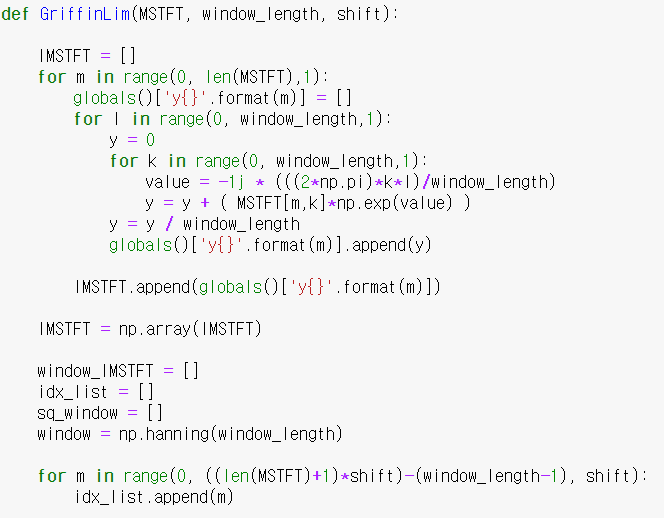 def GriffinLim(MSTFT, window_length, shift):
    IMSTFT = []
    for m in range(0, len(MSTFT),1):
        globals()['y{}'.format(m)] = []
        for l in range(0, window_length,1):
            y = 0
            for k in range(0, window_length,1):
                value = -1j * (((2*np.pi)*k*l)/window_length)
                y = y + ( MSTFT[m,k]*np.exp(value) )
            y = y / window_length
            globals()['y{}'.format(m)].append(y)
        IMSTFT.append(globals()['y{}'.format(m)])
    IMSTFT = np.array(IMSTFT)
    window_IMSTFT = []
    idx_list = []
    sq_window = []
    window = np.hanning(window_length)
    for m in range(0, ((len(MSTFT)+1)*shift)-(window_length-1), shift):
        idx_list.append(m)